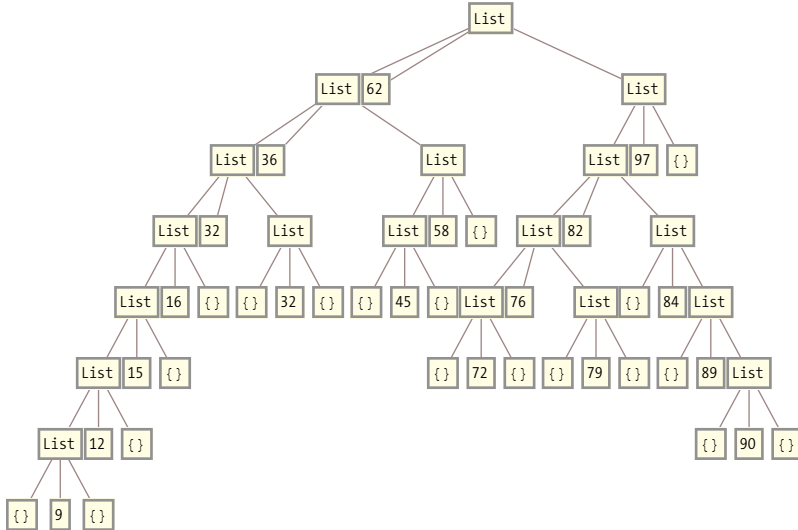 List
List 62 List
List 36 List List 97 {}
List 32 List List 58 {} List 82 List
List 16 {} {} 32 {} {} 45 {} List 76 List {} 84 List
List 15 {} {} 72 {} {} 79 {} {} 89 List
List 12 {} {} 90 {}
{} 9 {}